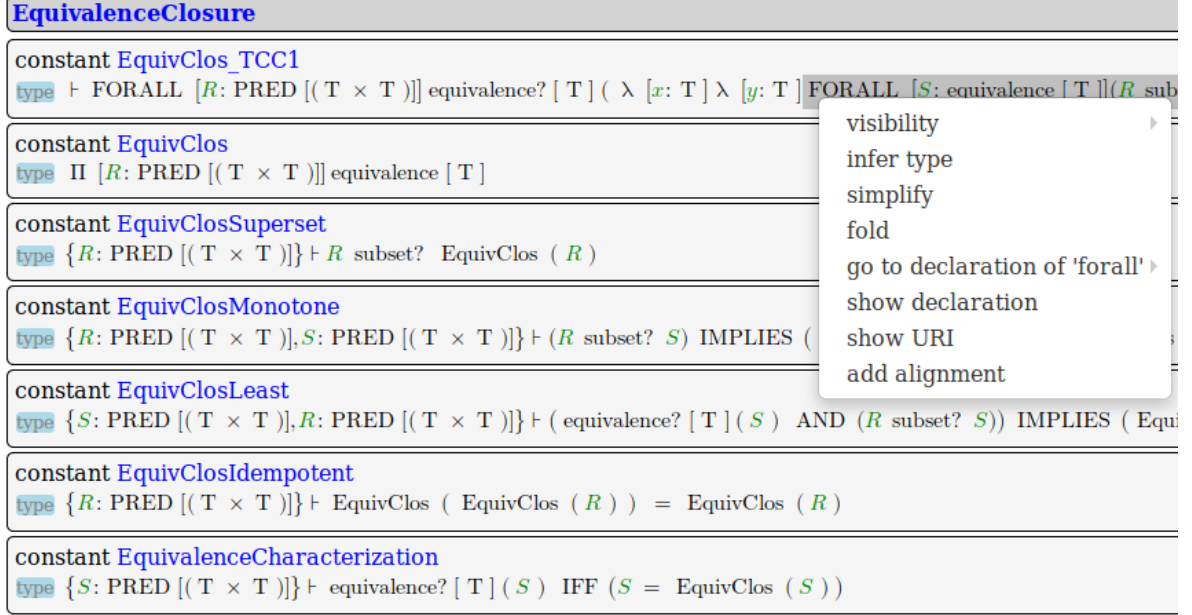 EquivalenceClosure
constant EquivClos_TCC1
type ⊢ FORALL [R: PRED [( T × T )]] equivalence? [ T ] ( λ [x: T ] λ [y: T ] FORALL [S: equivalence [ T ]](R sub
visibility
infer type
simplify
fold
go to declaration of 'forall'
show declaration
show URI
add alignment
constant EquivClos
type Π [R: PRED [( T × T )]] equivalence [ T ]
constant EquivClosSuperset
type {R: PRED [( T × T )]} ⊢ R subset? EquivClos ( R )
constant EquivClosMonotone
type {R: PRED [( T × T )],S: PRED [( T × T )]} ⊢ (R subset? S) IMPLIES (
constant EquivClosLeast
type {S: PRED [( T × T )],R: PRED [( T × T )]} ⊢ ( equivalence? [ T ] ( S ) AND (R subset? S)) IMPLIES ( Equi
constant EquivClosIdempotent
type {R: PRED [( T × T )]} ⊢ EquivClos ( EquivClos ( R ) ) = EquivClos ( R )
constant EquivalenceCharacterization
type {S: PRED [( T × T )]} ⊢ equivalence? [ T ] ( S ) IFF (S = EquivClos ( S ) )